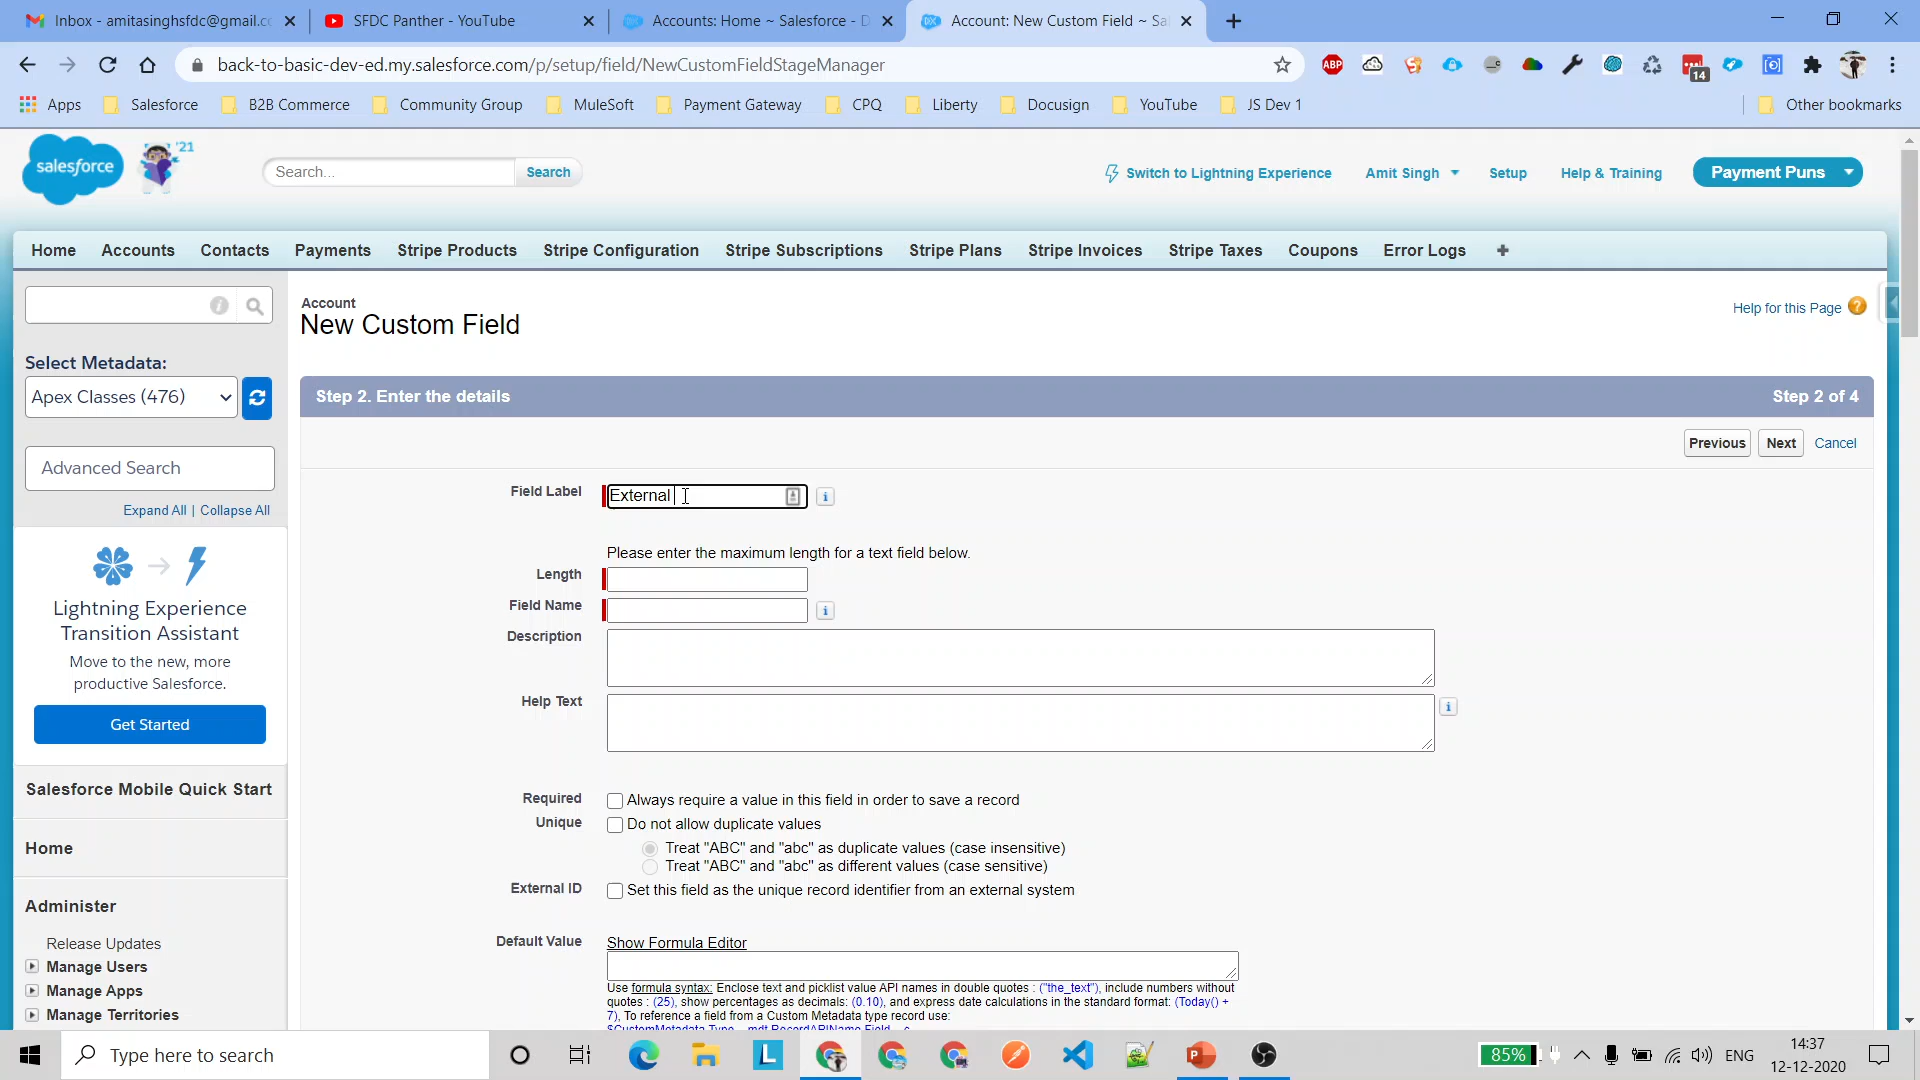 Inbox - amitasinghsfdc@gmail.cc
SFDC Panther - YouTube
Accounts: Home ~ Salesforce - D
Account: New Custom Field ~ Sa
back-to-basic-dev-ed.my.salesforce.com/p/setup/field/NewCustomFieldStageManager
ABP
14
Apps
Salesforce
B2B Commerce
Community Group
MuleSoft
Payment Gateway
CPQ
Liberty
Docusign
YouTube
JS Dev 1
Other bookmarks
salesforce
'21
Search...
Search
Switch to Lightning Experience
Amit Singh
Setup
Help & Training
Payment Puns
Home
Accounts
Contacts
Payments
Stripe Products
Stripe Configuration
Stripe Subscriptions
Stripe Plans
Stripe Invoices
Stripe Taxes
Coupons
Error Logs
Select Metadata:
Apex Classes (476)
Advanced Search
Expand All | Collapse All
Lightning Experience
Transition Assistant
Move to the new, more
productive Salesforce.
Get Started
Salesforce Mobile Quick Start
Home
Administer
Release Updates
Manage Users
Manage Apps
Manage Territories
Account
New Custom Field
Help for this Page
Step 2. Enter the details
Step 2 of 4
Previous
Next
Cancel
Field Label
External
Please enter the maximum length for a text field below.
Length
Field Name
Description
Help Text
Required
Always require a value in this field in order to save a record
Unique
Do not allow duplicate values
Treat "ABC" and "abc" as duplicate values (case insensitive)
Treat "ABC" and "abc" as different values (case sensitive)
External ID
Set this field as the unique record identifier from an external system
Default Value
Show Formula Editor
Use formula syntax: Enclose text and picklist value API names in double quotes : ("the_text"), include numbers without
quotes : (25), show percentages as decimals: (0.10), and express date calculations in the standard format: (Today() +
7), To reference a field from a Custom Metadata type record use:
Type here to search
85%
ENG
14:37
12-12-2020